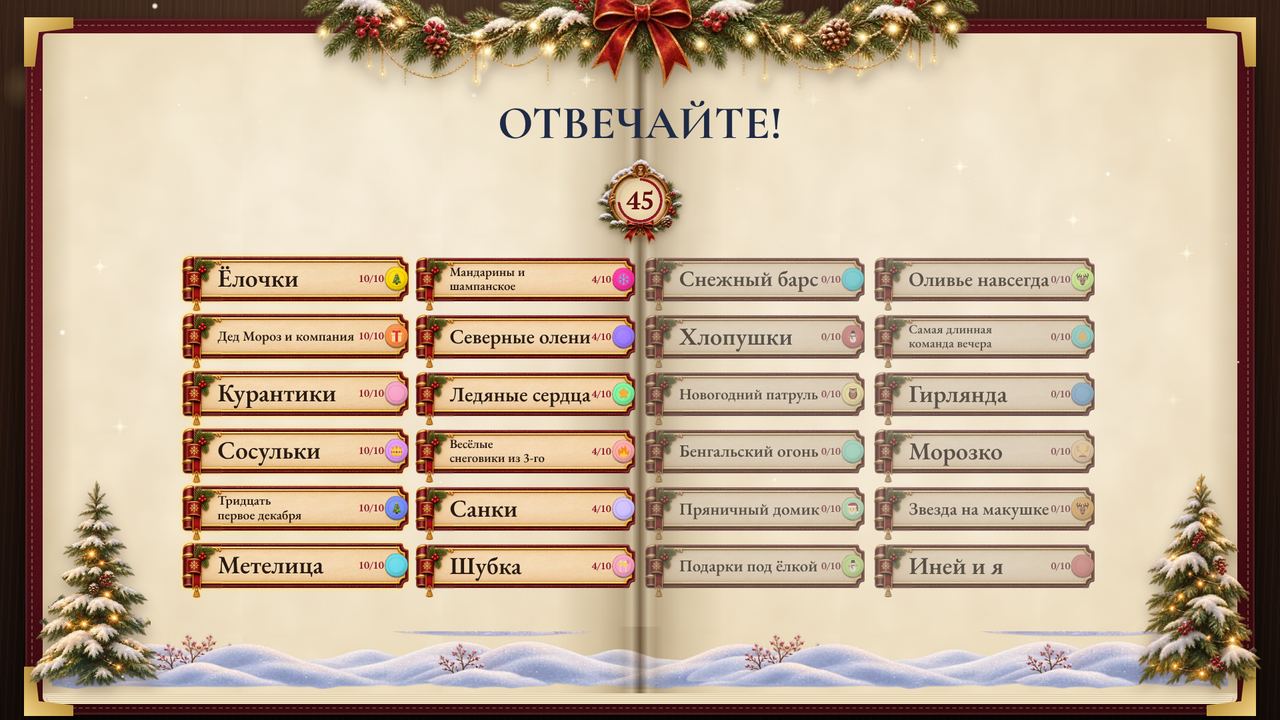 ОТВЕЧАЙТЕ!
45
Ёлочки 10/10
Дед Мороз и компания 10/10
Курантики 10/10
Сосульки 10/10
Тридцать
первое декабря 10/10
Метелица 10/10
Мандарины и
шампанское 4/10
Северные олени 4/10
Ледяные сердца 4/10
Весёлые
снеговики из 3-го 4/10
Санки 4/10
Шубка 4/10
Снежный барс 0/10
Хлопушки 0/10
Новогодний патруль 0/10
Бенгальский огонь 0/10
Пряничный домик 0/10
Подарки под ёлкой 0/10
Оливье навсегда 0/10
Самая длинная
команда вечера 0/10
Гирлянда 0/10
Морозко 0/10
Звезда на макушке 0/10
Иней и я 0/10